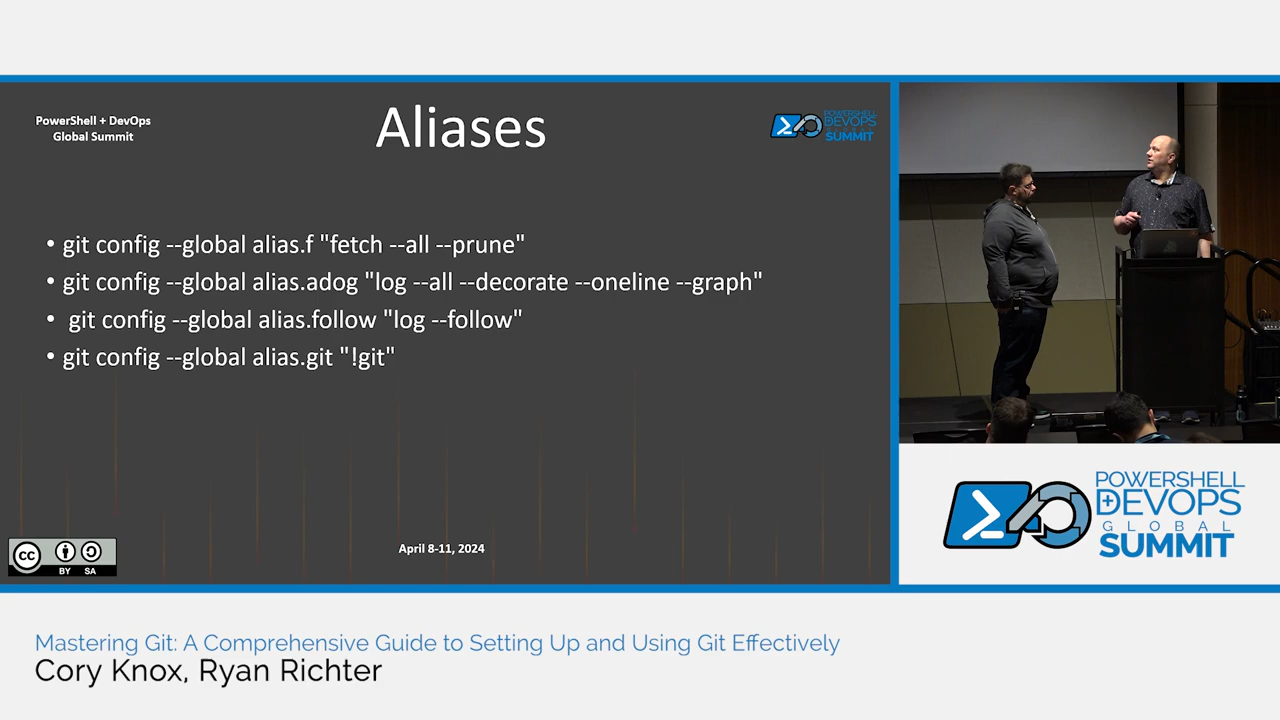 PowerShell + DevOps
Global Summit
Aliases
POWERSHELL
DEVOPS
GLOBAL
SUMMIT
• git config --global alias.f "fetch --all --prune"
• git config --global alias.adog "log --all --decorate --oneline --graph"
• git config --global alias.follow "log --follow"
• git config --global alias.git "!git"
April 8-11, 2024
cc
BY SA
POWERSHELL
+DEVOPS
GLOBAL
SUMMIT
Mastering Git: A Comprehensive Guide to Setting Up and Using Git Effectively
Cory Knox, Ryan Richter